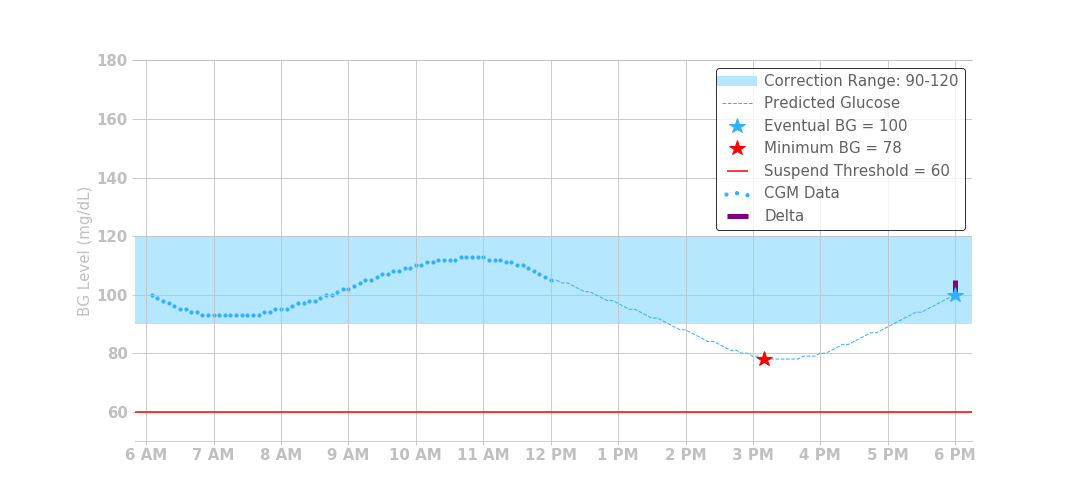 180
160
140
120
100
80
60
BG Level (mg/dL)
Correction Range: 90-120
Predicted Glucose
Eventual BG = 100
Minimum BG = 78
Suspend Threshold = 60
CGM Data
Delta
6 AM 7 AM 8 AM 9 AM 10 AM 11 AM 12 PM 1 PM 2 PM 3 PM 4 PM 5 PM 6 PM